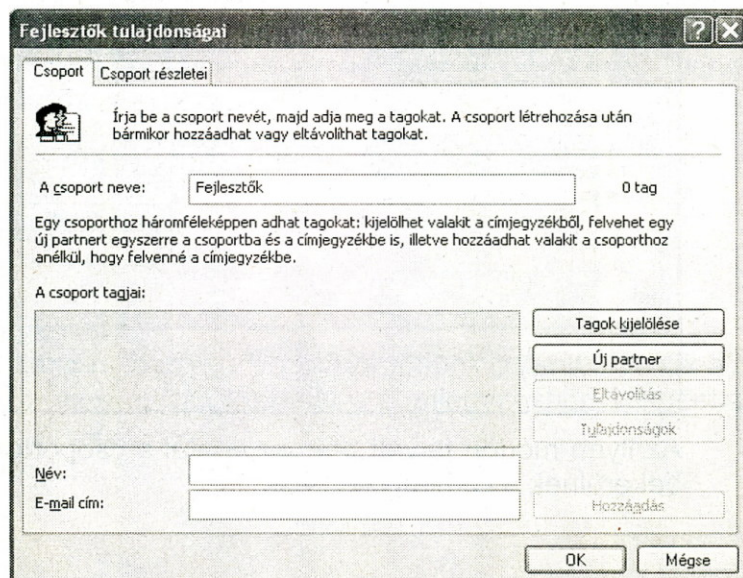 Fejlesztők tulajdonságai
Csoport
Csoport részletei
Írja be a csoport nevét, majd adja meg a tagokat. A csoport létrehozása után
bármikor hozzáadhat vagy eltávolíthat tagokat.
A csoport neve:
Fejlesztők
0 tag
Egy csoporthoz háromféleképpen adhat tagokat: kijelölhet valakit a címjegyzékből, felvehet egy
új partnert egyszerre a csoportba és a címjegyzékbe is, illetve hozzáadhat valakit a csoporthoz
anélkül, hogy felvenné a címjegyzékbe.
A csoport tagjai:
Tagok kijelölése
Új partner
Eltávolítás
Tulajdonságok
Név:
E-mail cím:
Hozzáadás
OK
Mégse